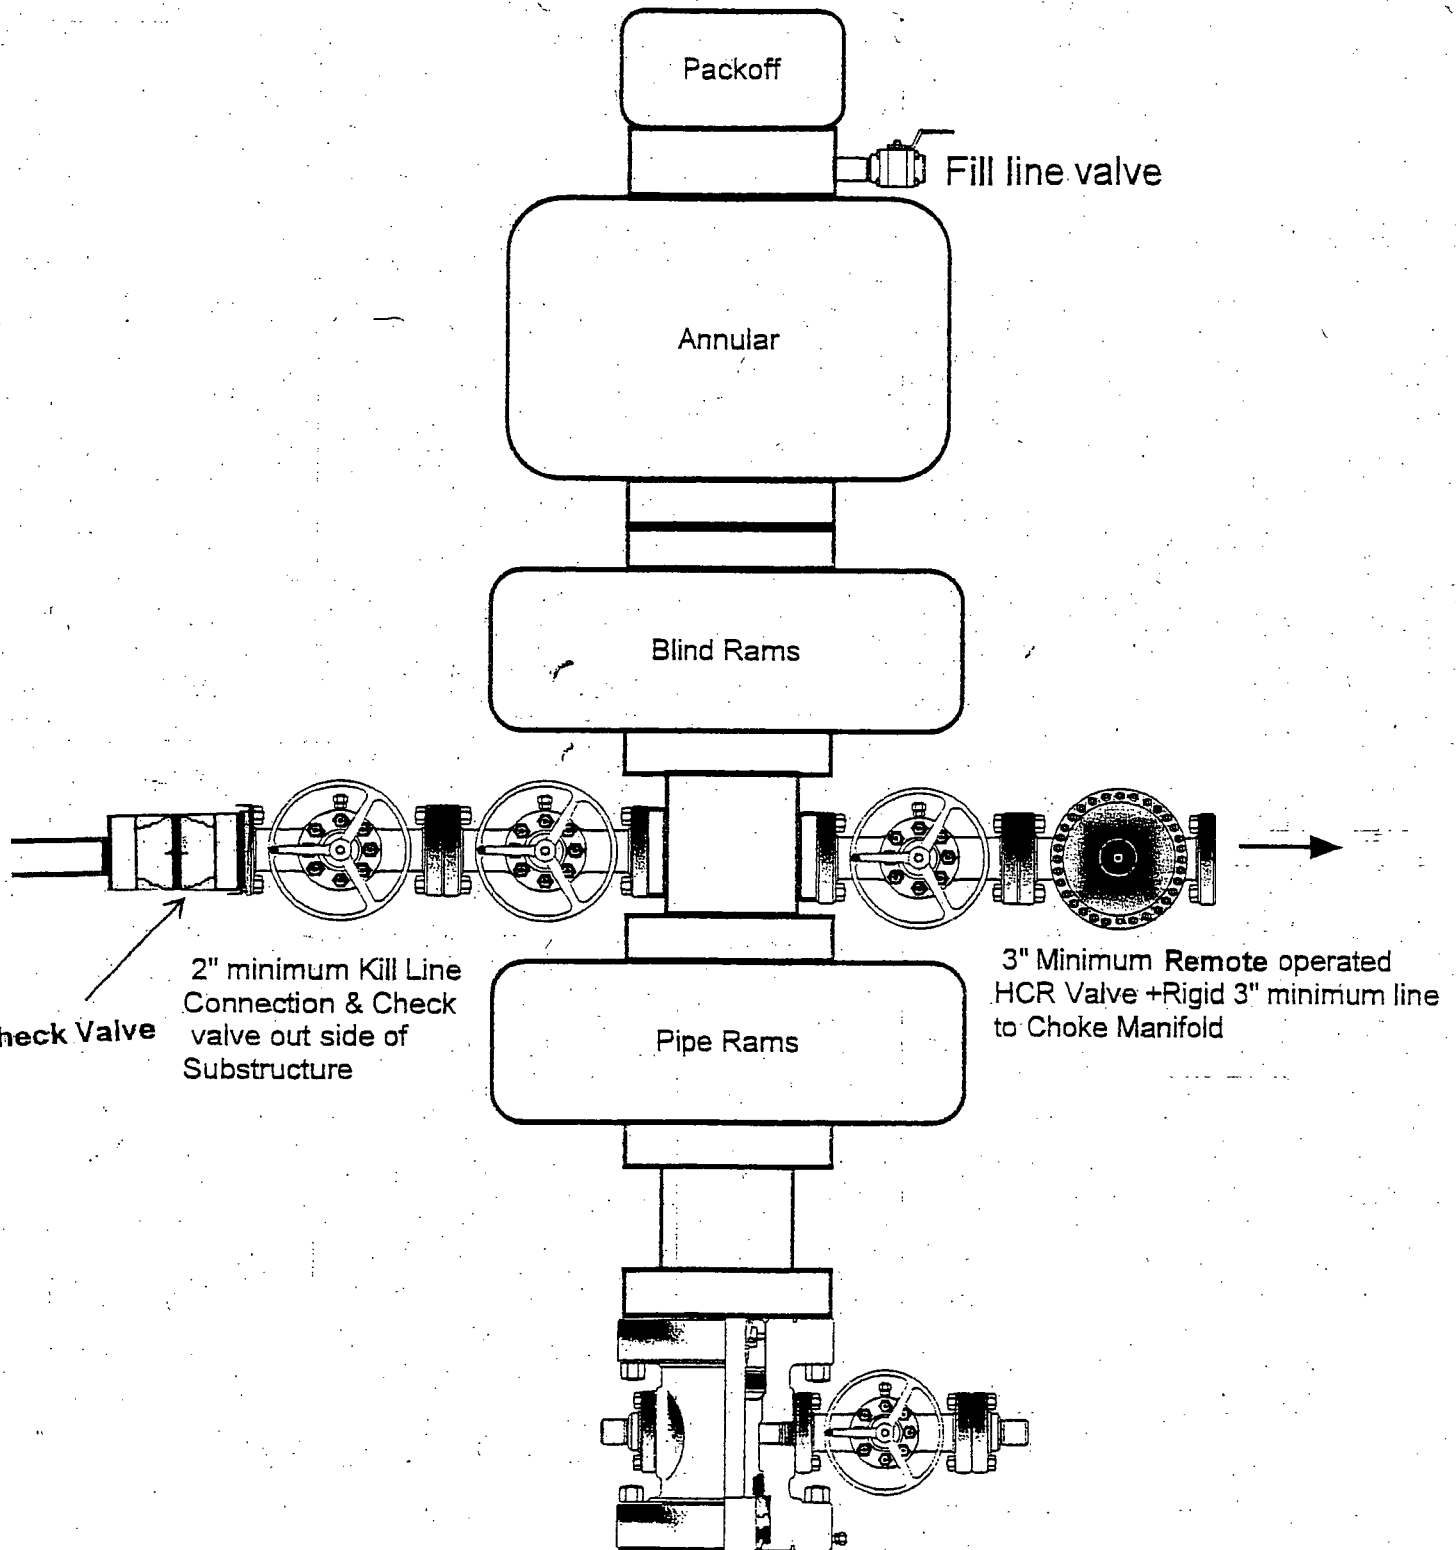 Packoff
Fill line valve
Annular
Blind Rams
2" minimum Kill Line
Connection & Check
valve out side of
Substructure
heck Valve
3" Minimum Remote operated
HCR Valve +Rigid 3" minimum line
to Choke Manifold
Pipe Rams